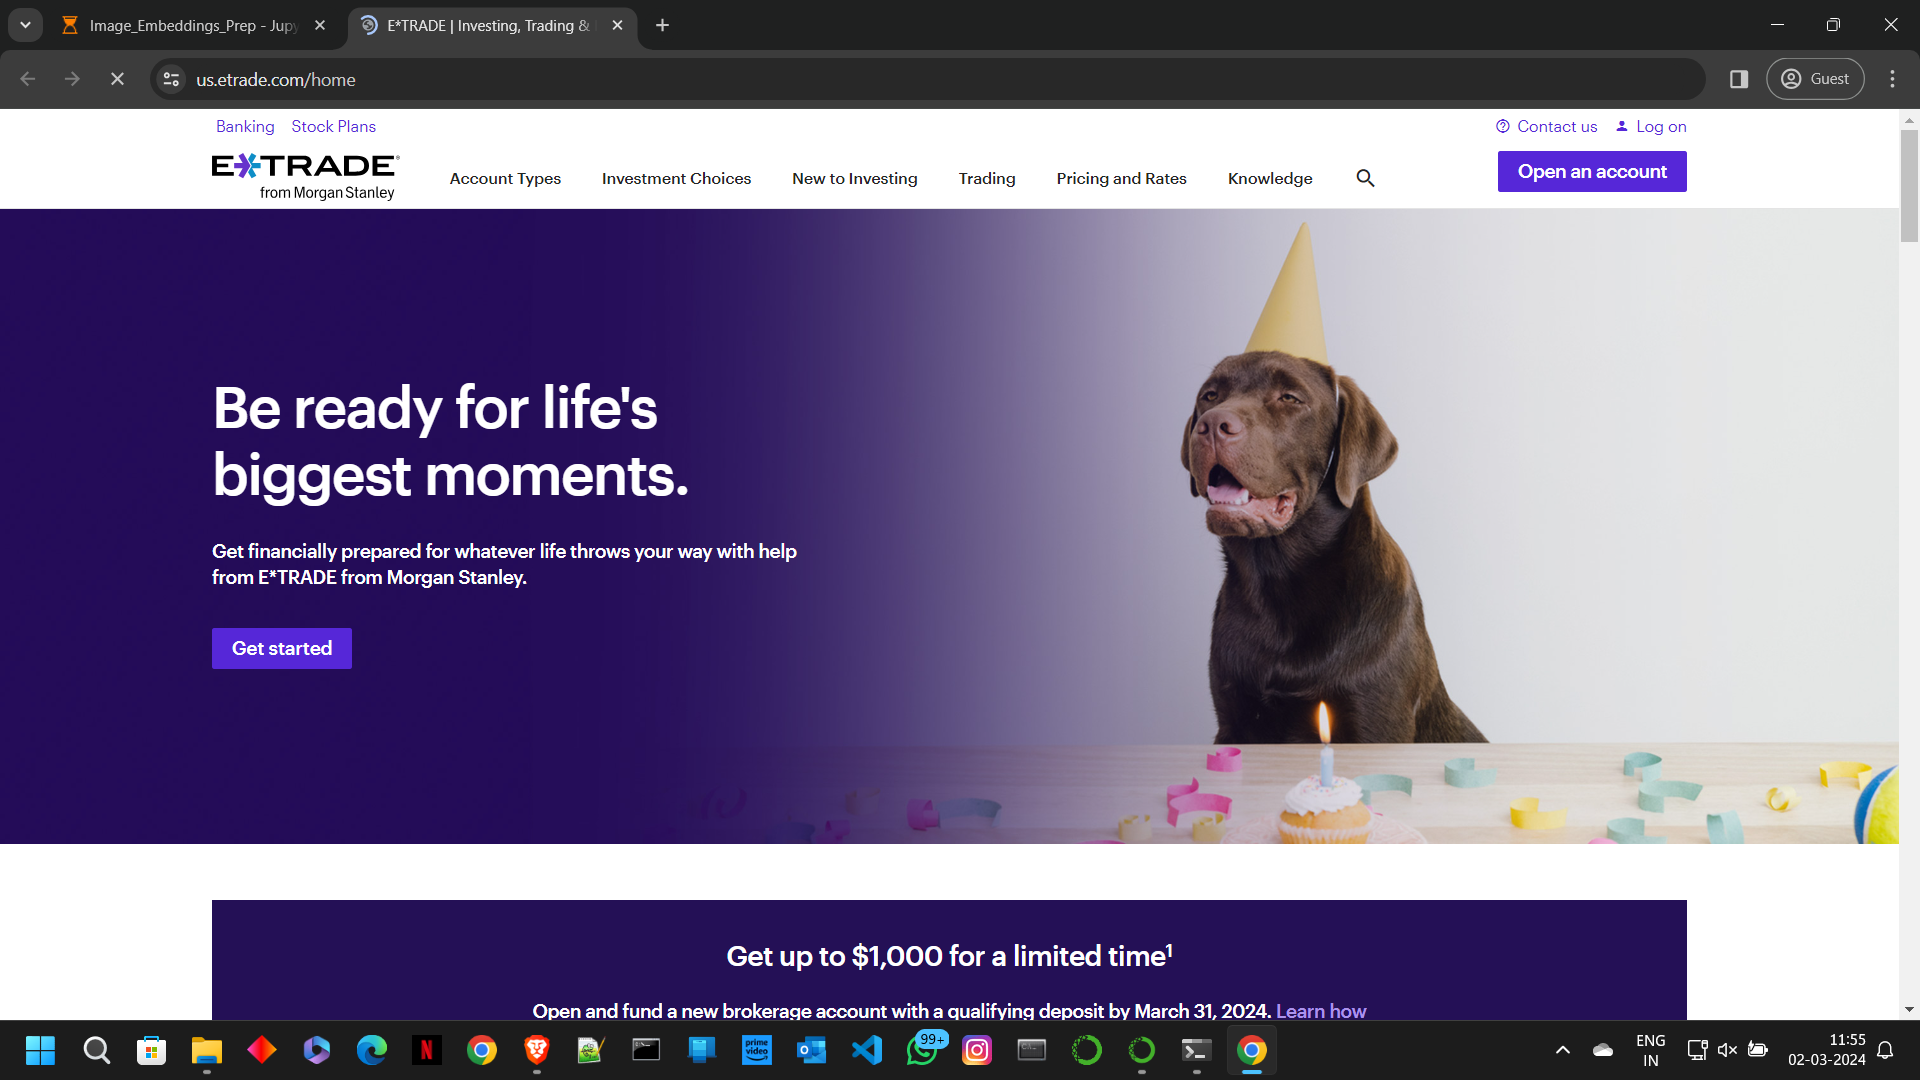 Image_Embeddings_Prep - Jupy
E*TRADE | Investing, Trading &
us.etrade.com/home
Guest
Banking
Stock Plans
Contact us
Log on
E*TRADE®
from Morgan Stanley
Account Types
Investment Choices
New to Investing
Trading
Pricing and Rates
Knowledge
Open an account
Be ready for life's
biggest moments.
Get financially prepared for whatever life throws your way with help
from E*TRADE from Morgan Stanley.
Get started
Get up to $1,000 for a limited time¹
Open and fund a new brokerage account with a qualifying deposit by March 31, 2024. Learn how
N
prime
video
99+
ENG
IN
11:55
02-03-2024